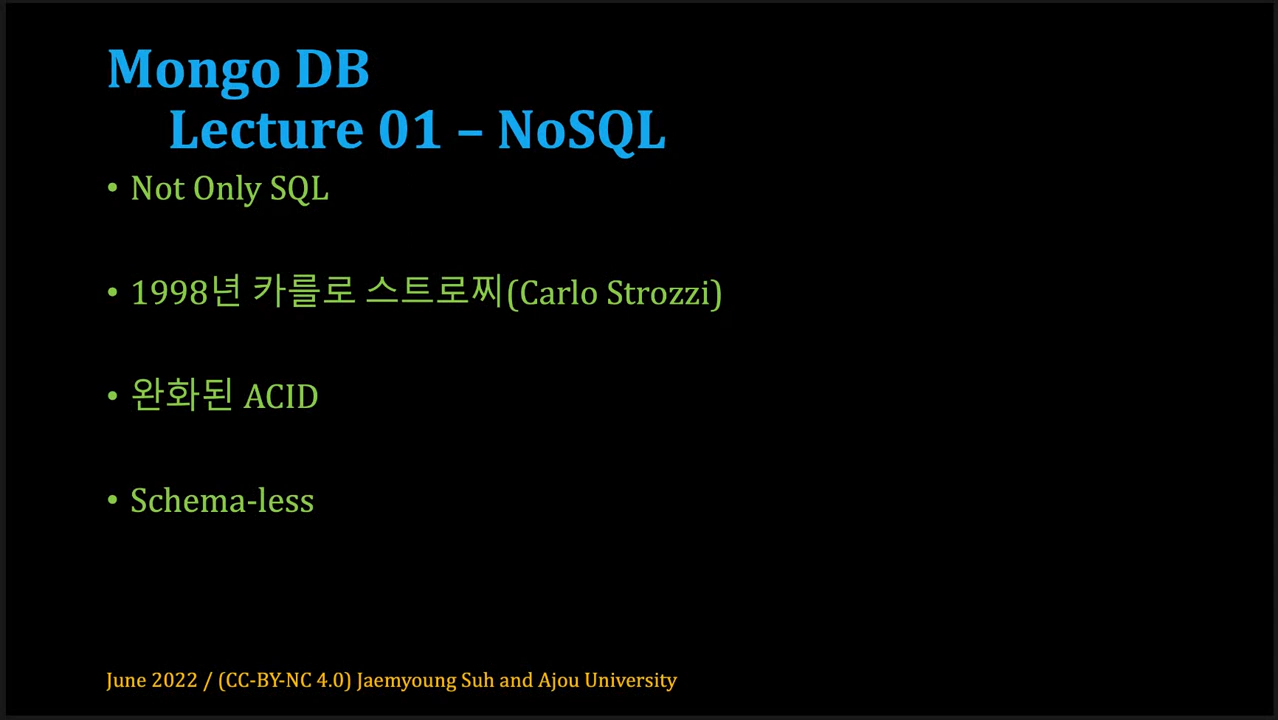 Mongo DB
Lecture 01 – NoSQL
• Not Only SQL
• 1998년 카를로 스트로찌(Carlo Strozzi)
• 완화된 ACID
• Schema-less
June 2022 / (CC-BY-NC 4.0) Jaemyoung Suh and Ajou University